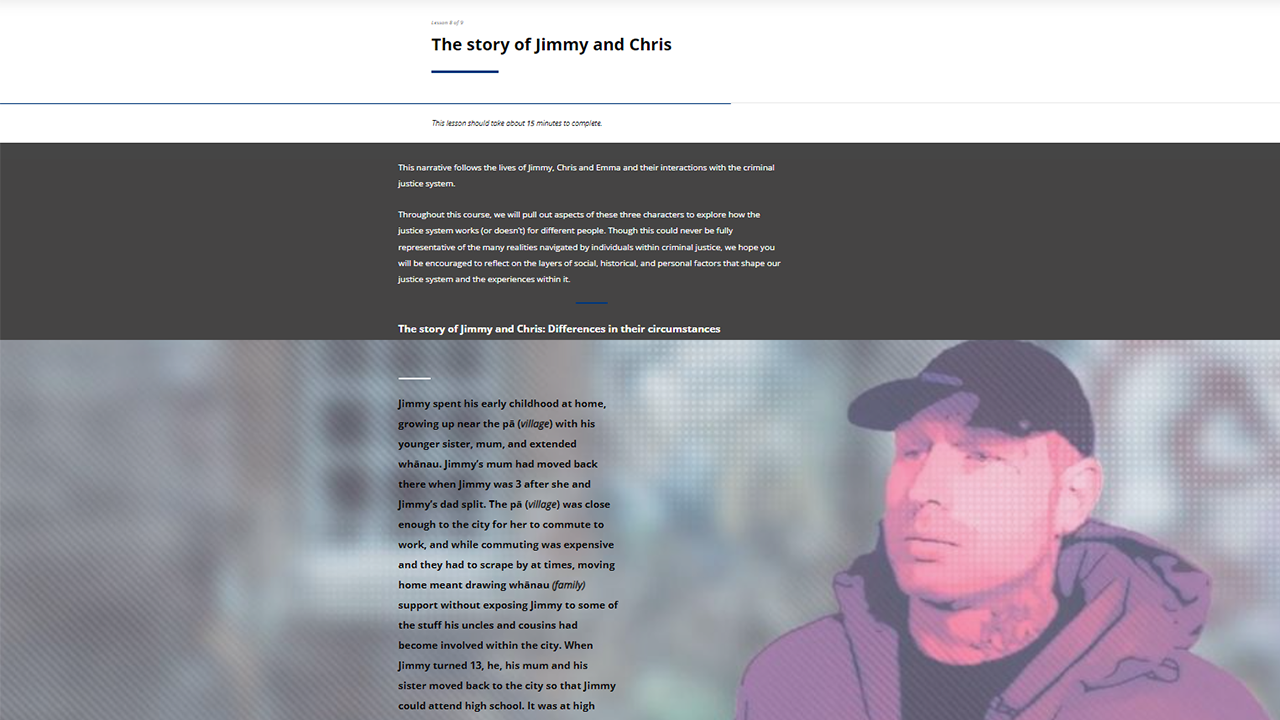 Lesson 8 of 9
The story of Jimmy and Chris
This lesson should take about 15 minutes to complete.
This narrative follows the lives of Jimmy, Chris and Emma and their interactions with the criminal
justice system.
Throughout this course, we will pull out aspects of these three characters to explore how the
justice system works (or doesn't) for different people. Though this could never be fully
representative of the many realities navigated by individuals within criminal justice, we hope you
will be encouraged to reflect on the layers of social, historical, and personal factors that shape our
justice system and the experiences within it.
The story of Jimmy and Chris: Differences in their circumstances
Jimmy spent his early childhood at home,
growing up near the pā (village) with his
younger sister, mum, and extended
whānau. Jimmy's mum had moved back
there when Jimmy was 3 after she and
Jimmy's dad split. The pā (village) was close
enough to the city for her to commute to
work, and while commuting was expensive
and they had to scrape by at times, moving
home meant drawing whānau (family)
support without exposing Jimmy to some of
the stuff his uncles and cousins had
become involved within the city. When
Jimmy turned 13, he, his mum and his
sister moved back to the city so that Jimmy
could attend high school. It was at high